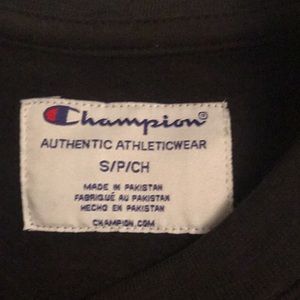 Champion
AUTHENTIC ATHLETICWEAR
S/P/CH
MADE IN PAKISTAN
FABRIQUÉ AU PAKISTAN
HECHO EN PAKISTAN
CHAMPION.COM